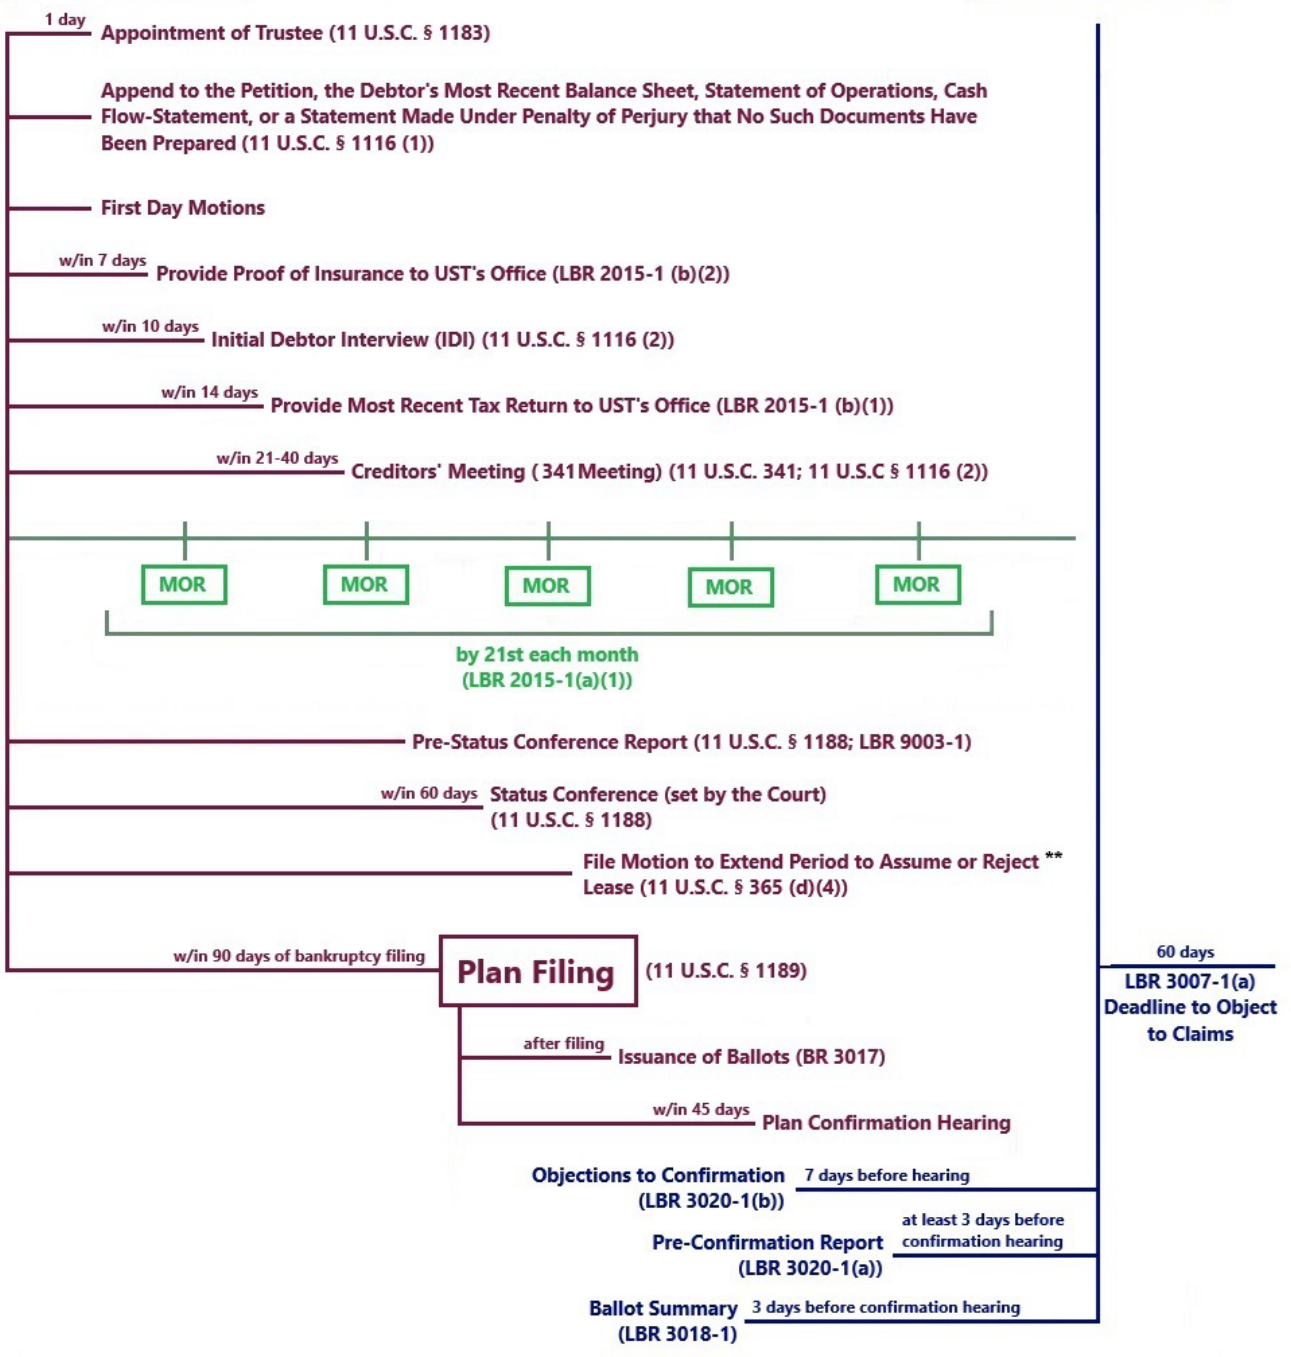 1 day
Appointment of Trustee (11 U.S.C. § 1183)
Append to the Petition, the Debtor's Most Recent Balance Sheet, Statement of Operations, Cash
Flow-Statement, or a Statement Made Under Penalty of Perjury that No Such Documents Have
Been Prepared (11 U.S.C. § 1116 (1))
First Day Motions
w/in 7 days
Provide Proof of Insurance to UST's Office (LBR 2015-1 (b)(2))
w/in 10 days
Initial Debtor Interview (IDI) (11 U.S.C. § 1116 (2))
w/in 14 days
Provide Most Recent Tax Return to UST's Office (LBR 2015-1 (b)(1))
w/in 21-40 days
Creditors' Meeting (341 Meeting) (11 U.S.C. 341; 11 U.S.C § 1116 (2))
MOR
MOR
MOR
MOR
MOR
by 21st each month
(LBR 2015-1(a)(1))
Pre-Status Conference Report (11 U.S.C. § 1188; LBR 9003-1)
w/in 60 days
Status Conference (set by the Court)
(11 U.S.C. § 1188)
File Motion to Extend Period to Assume or Reject **
Lease (11 U.S.C. § 365 (d)(4))
w/in 90 days of bankruptcy filing
Plan Filing
(11 U.S.C. § 1189)
60 days
LBR 3007-1(a)
Deadline to Object
to Claims
after filing
Issuance of Ballots (BR 3017)
w/in 45 days
Plan Confirmation Hearing
Objections to Confirmation
(LBR 3020-1(b))
7 days before hearing
Pre-Confirmation Report
(LBR 3020-1(a))
at least 3 days before
confirmation hearing
Ballot Summary
(LBR 3018-1)
3 days before confirmation hearing